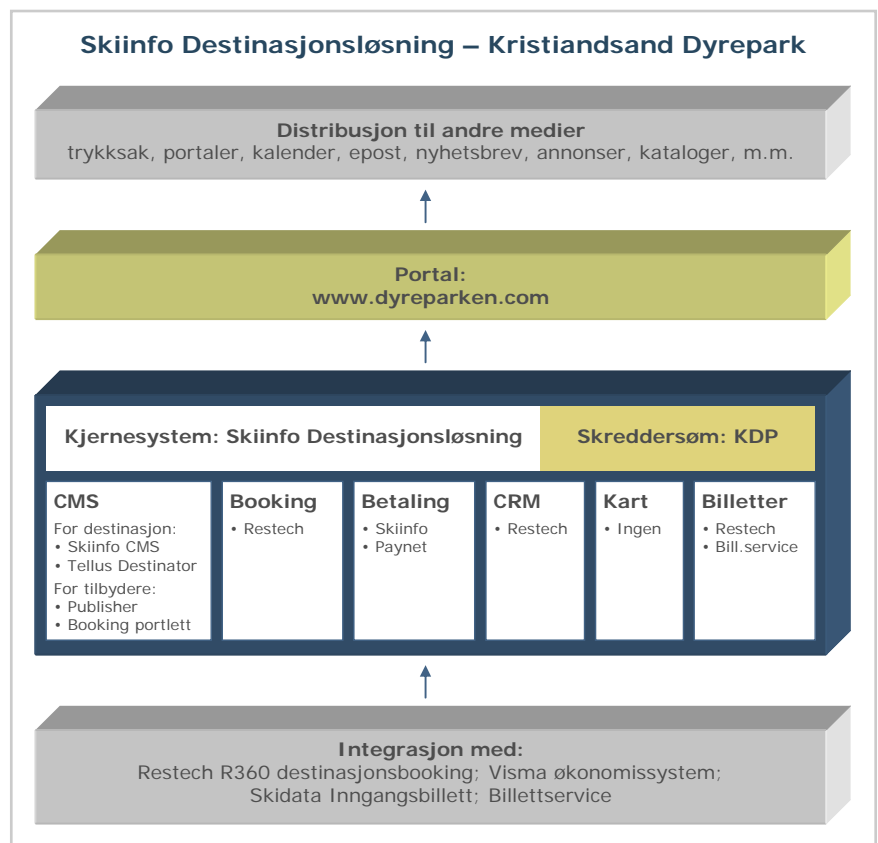 Skiinfo Destinasjonsløsning – Kristiandsand Dyrepark
Distribusjon til andre medier
trykksak, portaler, kalender, epost, nyhetsbrev, annonser, kataloger, m.m.
Portal:
www.dyreparken.com
Kjernesystem: Skiinfo Destinasjonsløsning
Skreddersøm: KDP
CMS
For destinasjon:
• Skiinfo CMS
• Tellus Destinator
For tilbydere:
• Publisher
• Booking portlett
Booking
• Restech
Betaling
• Skiinfo
• Paynet
CRM
• Restech
Kart
• Ingen
Billetter
• Restech
• Bill.service
Integrasjon med:
Restech R360 destinasjonsbooking; Visma økonomissystem;
Skidata Inngangsbillett; Billettservice